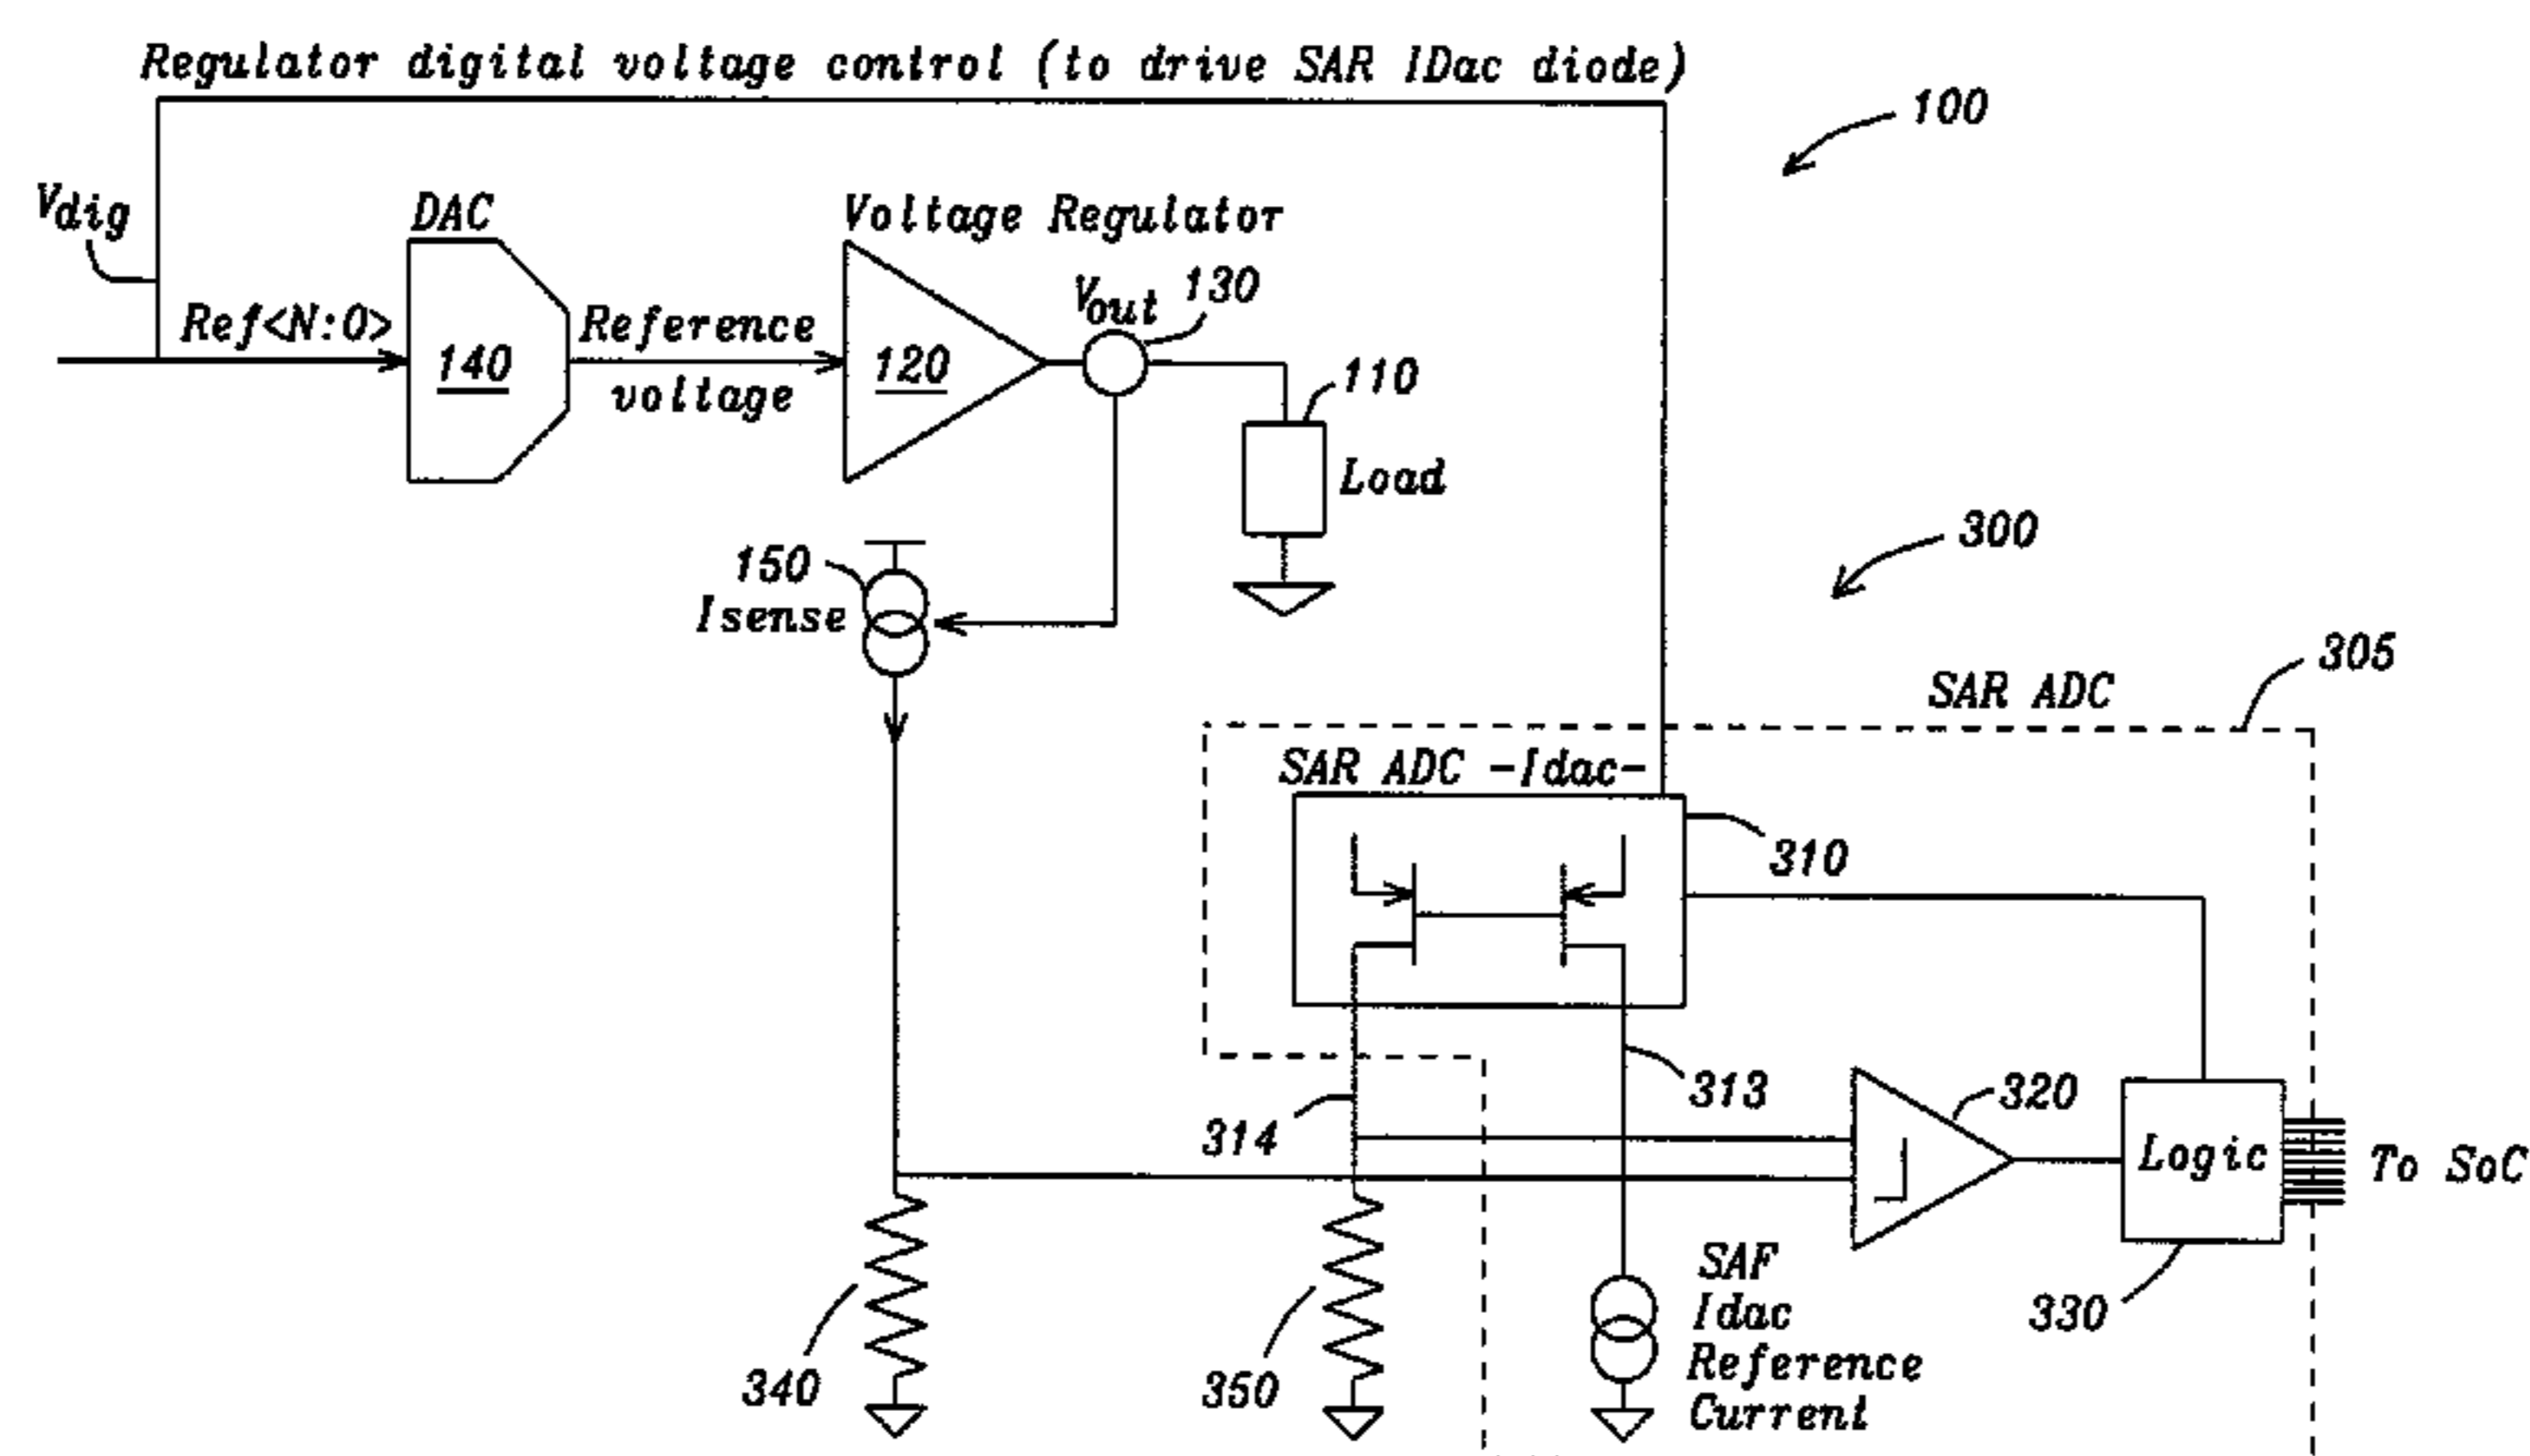 Regulator digital voltage control (to drive SAR IDac diode)
100
Vdig
DAC
Voltage Regulator
Ref<N:0>
140
Reference
voltage
120
Vout
130
110
Load
150
Isense
300
305
SAR ADC
SAR ADC -Idac-
310
313
314
320
Logic
To SoC
330
340
350
SAF
Idac
Reference
Current